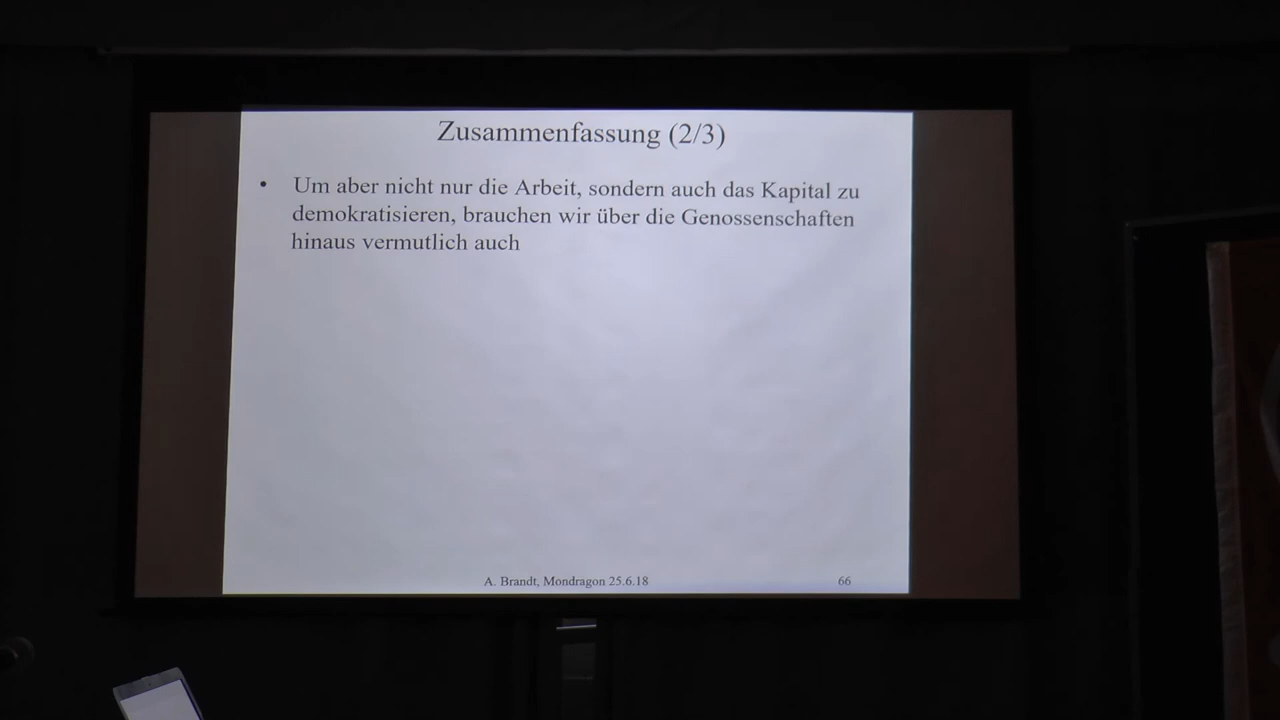 Zusammenfassung (2/3)
• Um aber nicht nur die Arbeit, sondern auch das Kapital zu
demokratisieren, brauchen wir über die Genossenschaften
hinaus vermutlich auch
A. Brandt, Mondragon 25.6.18 66